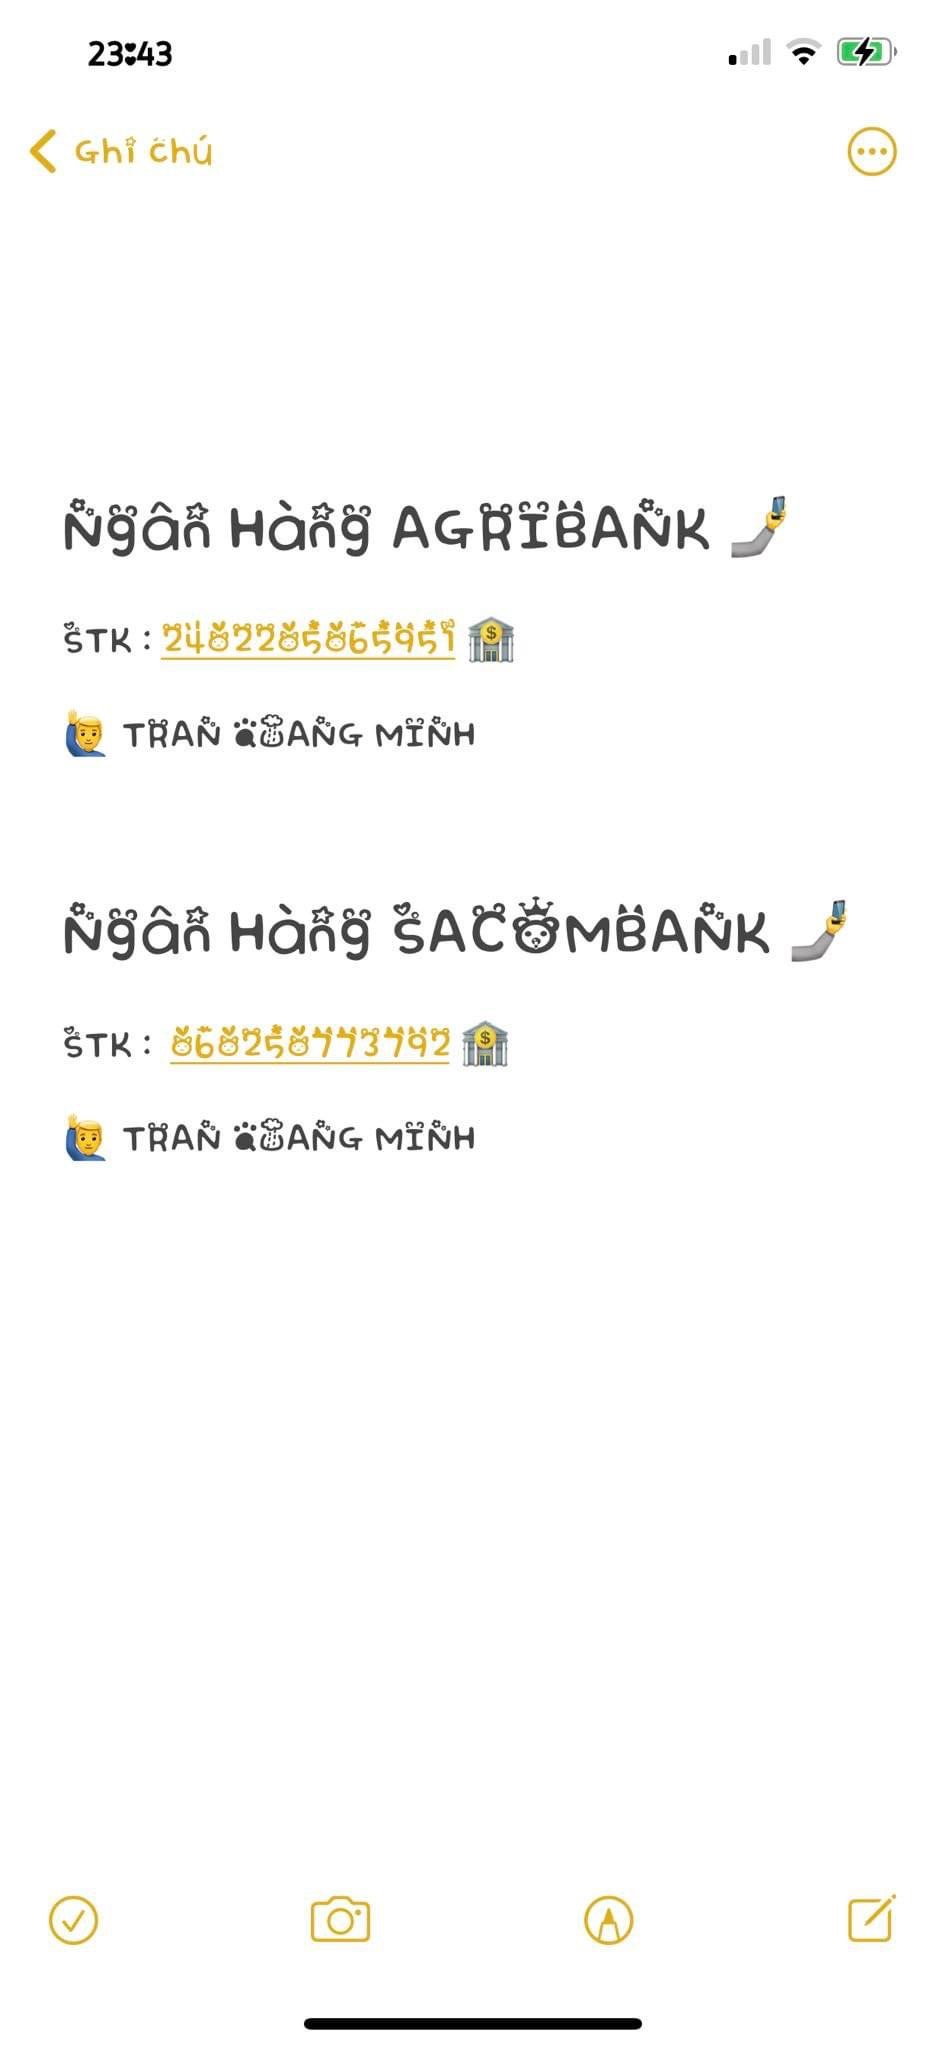 23:43
Ghi chú
Ngân Hàng AGRIBANK
STK : 2482285865951
TRAN QUANG MINH
Ngân Hàng SACOMBANK
STK : 868258773792
TRAN QUANG MINH